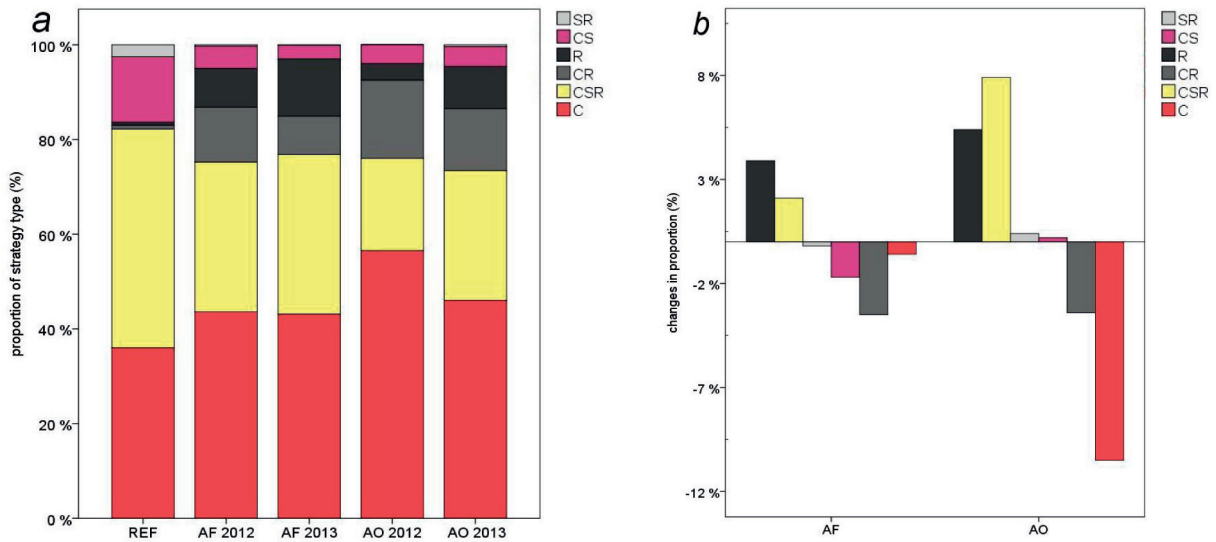 a
proportion of strategy type (%)
100 %
80 %
60 %
40 %
20 %
0 %
REF
AF 2012
AF 2013
AO 2012
AO 2013
SR
CS
R
CR
CSR
C
b
changes in proportion (%)
8 %
3 %
-2 %
-7 %
-12 %
AF
AO
SR
CS
R
CR
CSR
C